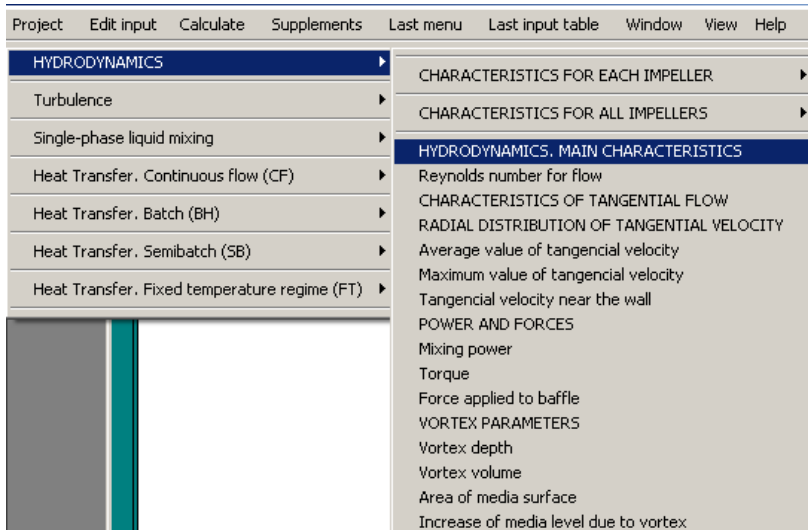 Project Edit input Calculate Supplements Last menu Last input table Window View Help
HYDRODYNAMICS
Turbulence
Single-phase liquid mixing
Heat Transfer. Continuous flow (CF)
Heat Transfer. Batch (BH)
Heat Transfer. Semibatch (SB)
Heat Transfer. Fixed temperature regime (FT)
CHARACTERISTICS FOR EACH IMPELLER
CHARACTERISTICS FOR ALL IMPELLERS
HYDRODYNAMICS. MAIN CHARACTERISTICS
Reynolds number for flow
CHARACTERISTICS OF TANGENTIAL FLOW
RADIAL DISTRIBUTION OF TANGENTIAL VELOCITY
Average value of tangencial velocity
Maximum value of tangencial velocity
Tangencial velocity near the wall
POWER AND FORCES
Mixing power
Torque
Force applied to baffle
VORTEX PARAMETERS
Vortex depth
Vortex volume
Area of media surface
Increase of media level due to vortex